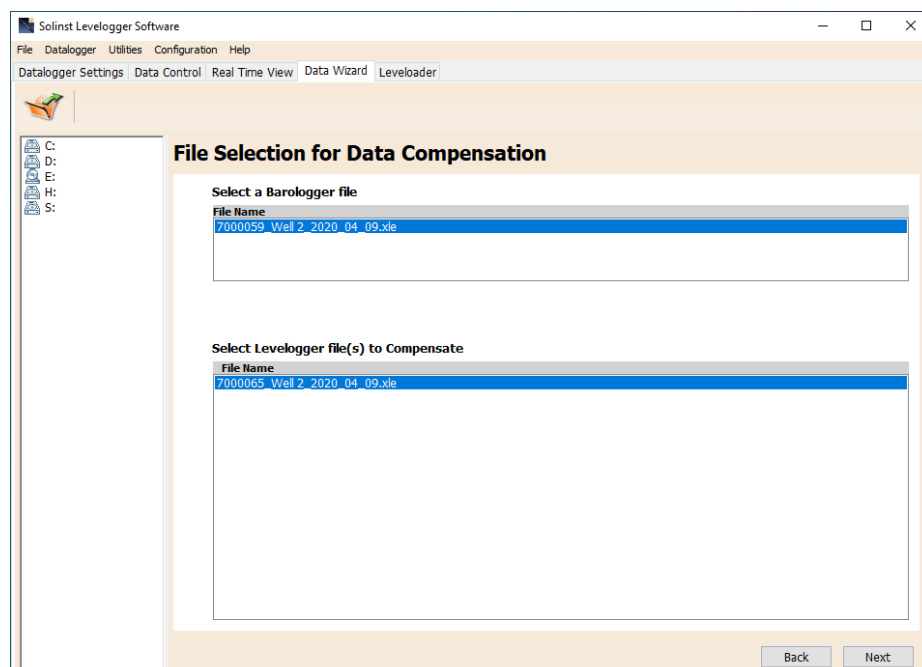 Solinst Levelogger Software
File Datalogger Utilities Configuration Help
Datalogger Settings Data Control Real Time View Data Wizard Leveloader
C:
D:
E:
H:
S:
File Selection for Data Compensation
Select a Barologger file
File Name
7000059_Well 2_2020_04_09.xle
Select Levelogger file(s) to Compensate
File Name
7000065_Well 2_2020_04_09.xle
Back Next